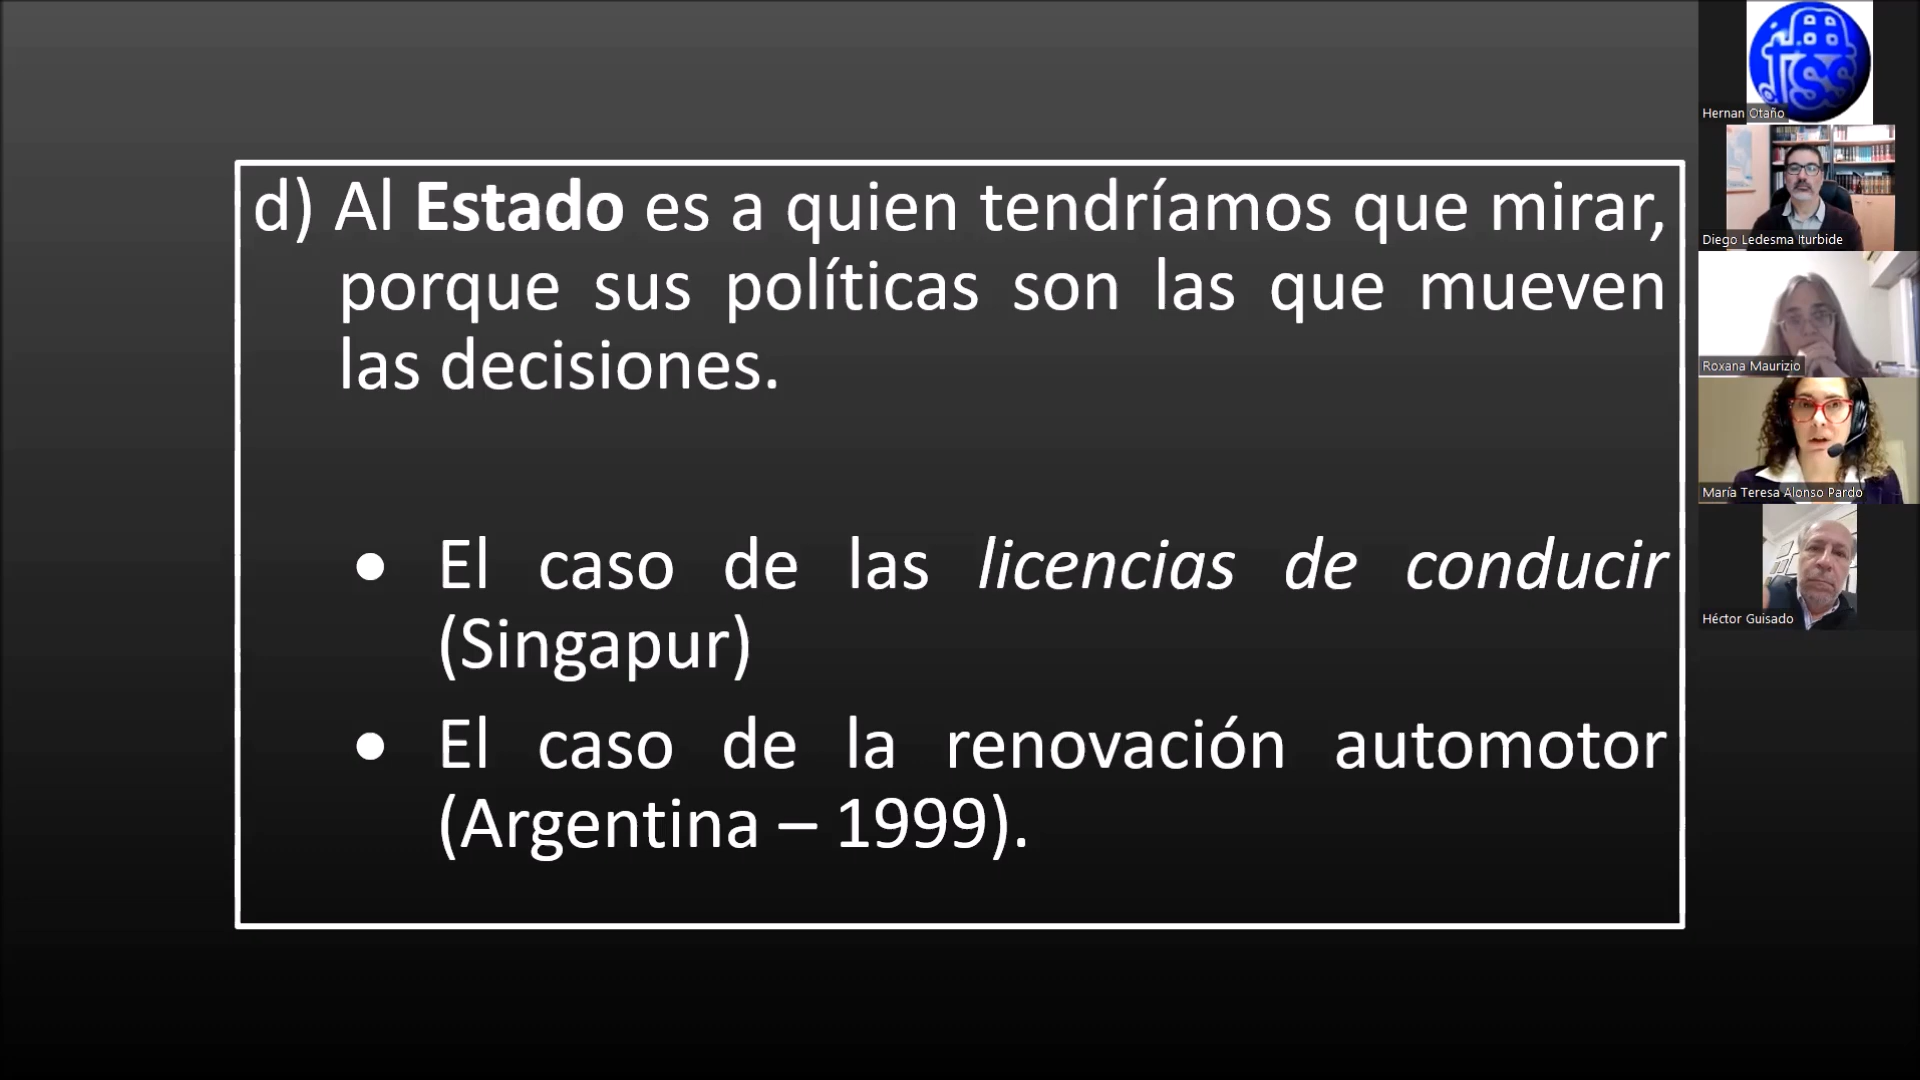 d) Al Estado es a quien tendríamos que mirar,
porque sus políticas son las que mueven
las decisiones.
• El caso de las licencias de conducir
(Singapur)
• El caso de la renovación automotor
(Argentina – 1999).
Hernan Otaño
Diego Ledesma Iturbide
Roxana Maurizio
María Teresa Alonso Pardo
Héctor Guisado